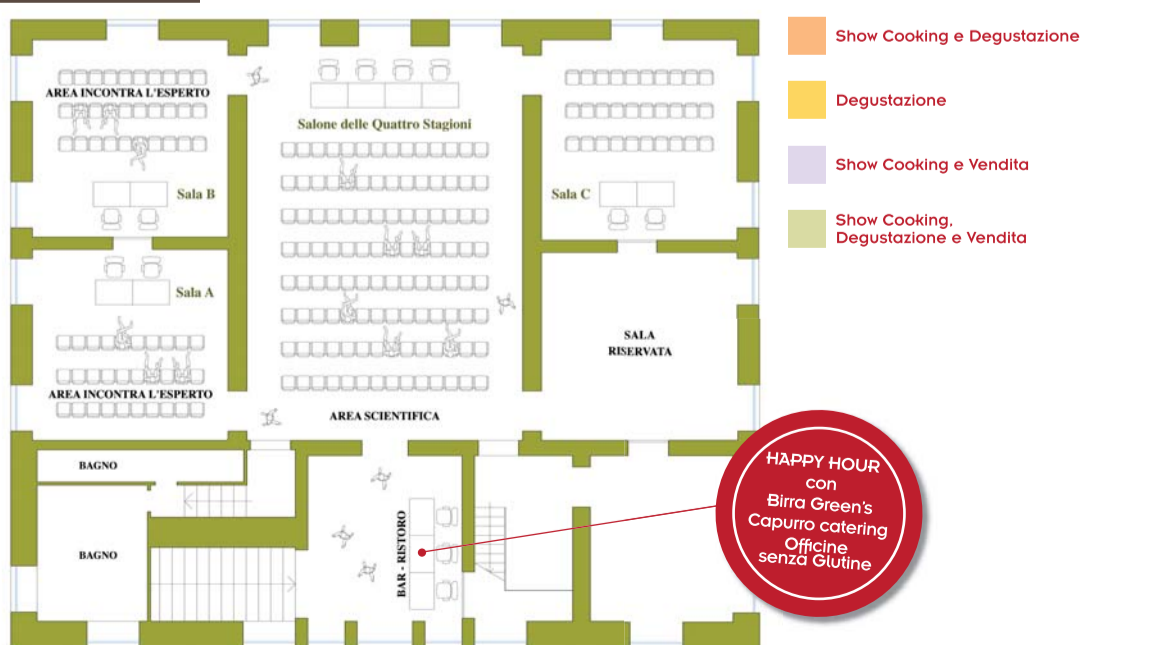 AREA INCONTRA L'ESPERTO
Sala B
Salone delle Quattro Stagioni
Sala C
Sala A
AREA INCONTRA L'ESPERTO
SALA
RISERVATA
AREA SCIENTIFICA
BAGNO
BAGNO
BAR - RISTORO
Show Cooking e Degustazione
Degustazione
Show Cooking e Vendita
Show Cooking,
Degustazione e Vendita
HAPPY HOUR
con
Birra Green's
Capurro catering
Officine
senza Glutine